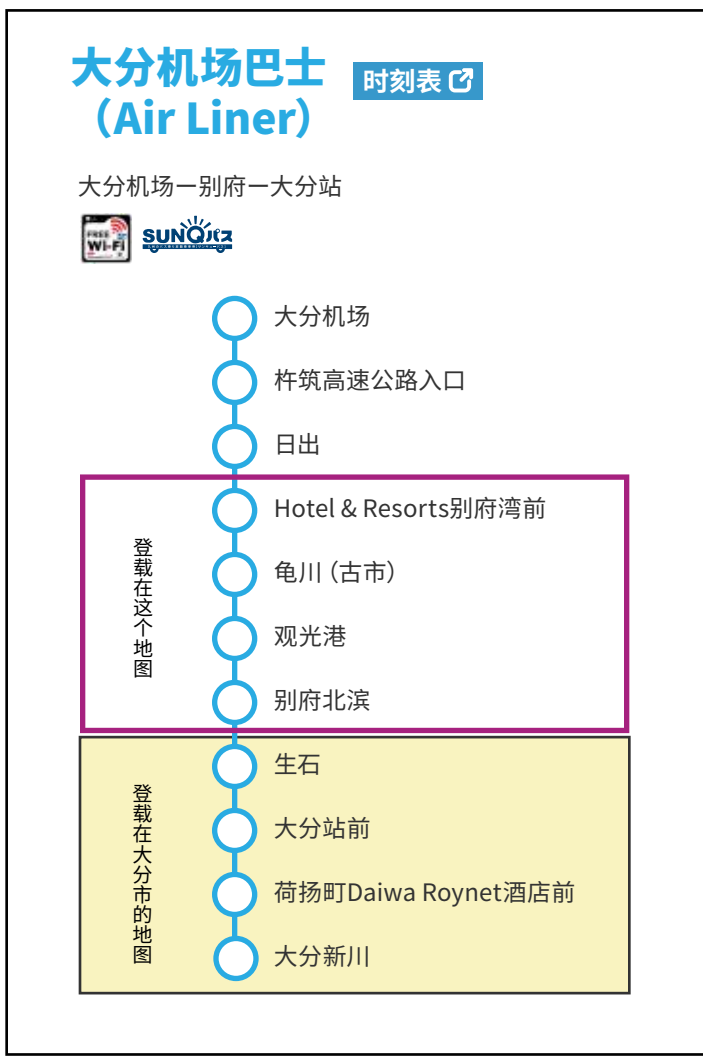 大分机场巴士
（Air Liner）
时刻表
大分机场ー别府ー大分站
FREE
Wi-Fi
SUNQパス
大分机场
杵筑高速公路入口
日出
Hotel & Resorts别府湾前
龟川（古市）
观光港
别府北滨
登载在这个地图
生石
大分站前
荷扬町Daiwa Roynet酒店前
大分新川
登载在大分市的地图